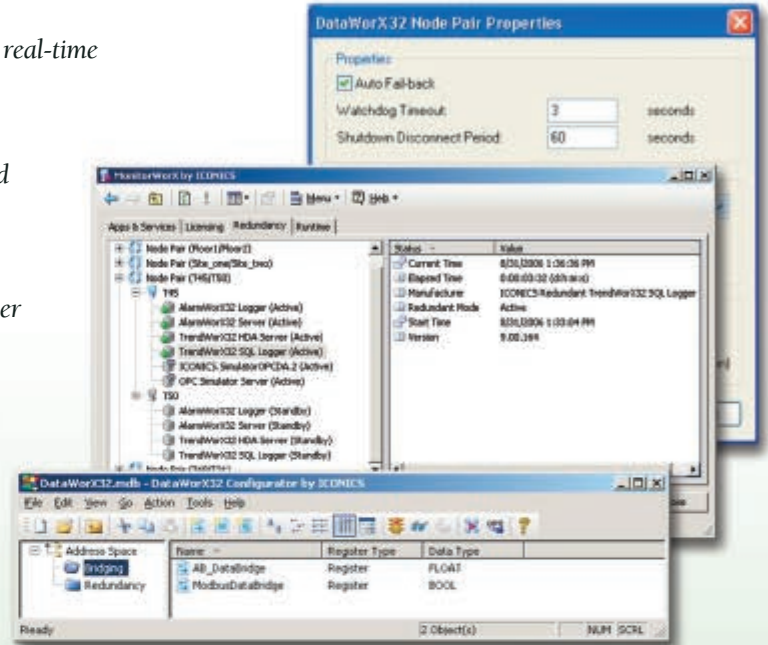 real-time
d
er
DataWorX32 Node Pair Properties
Properties
Auto Fail-back
Watchdog Timeout: 3 seconds
Shutdown Disconnect Period: 60 seconds
MonitorWorX by ICONICS
Menu Help
Apps & Services Licensing Redundancy Runtime
Node Pair (Floor1/Floor2)
Node Pair (Site_one/Site_two)
Node Pair (THS/TS0)
THS
AlarmWorX32 Logger (Active)
AlarmWorX32 Server (Active)
TrendWorX32 HDA Server (Active)
TrendWorX32 SQL Logger (Active)
ICONICS.SimulatorOPCDA.2 (Active)
OPC Simulator Server (Active)
TS0
AlarmWorX32 Logger (Standby)
AlarmWorX32 Server (Standby)
TrendWorX32 HDA Server (Standby)
TrendWorX32 SQL Logger (Standby)
Status Value
Current Time 8/31/2006 1:36:36 PM
Elapsed Time
Manufacturer ICONICS Redundant TrendWorX32 SQL Logger
Redundant Mode Active
Start Time 8/31/2006 1:33:04 PM
Version
DataWorX32.mdb - DataWorX32 Configurator by ICONICS
File Edit View Go Action Tools Help
Address Space
Bridging
Redundancy
Name Register Type Data Type
AB_DataBridge Register FLOAT
ModbusDataBridge Register BOOL
Ready 2 Object(s) NUM SCRL